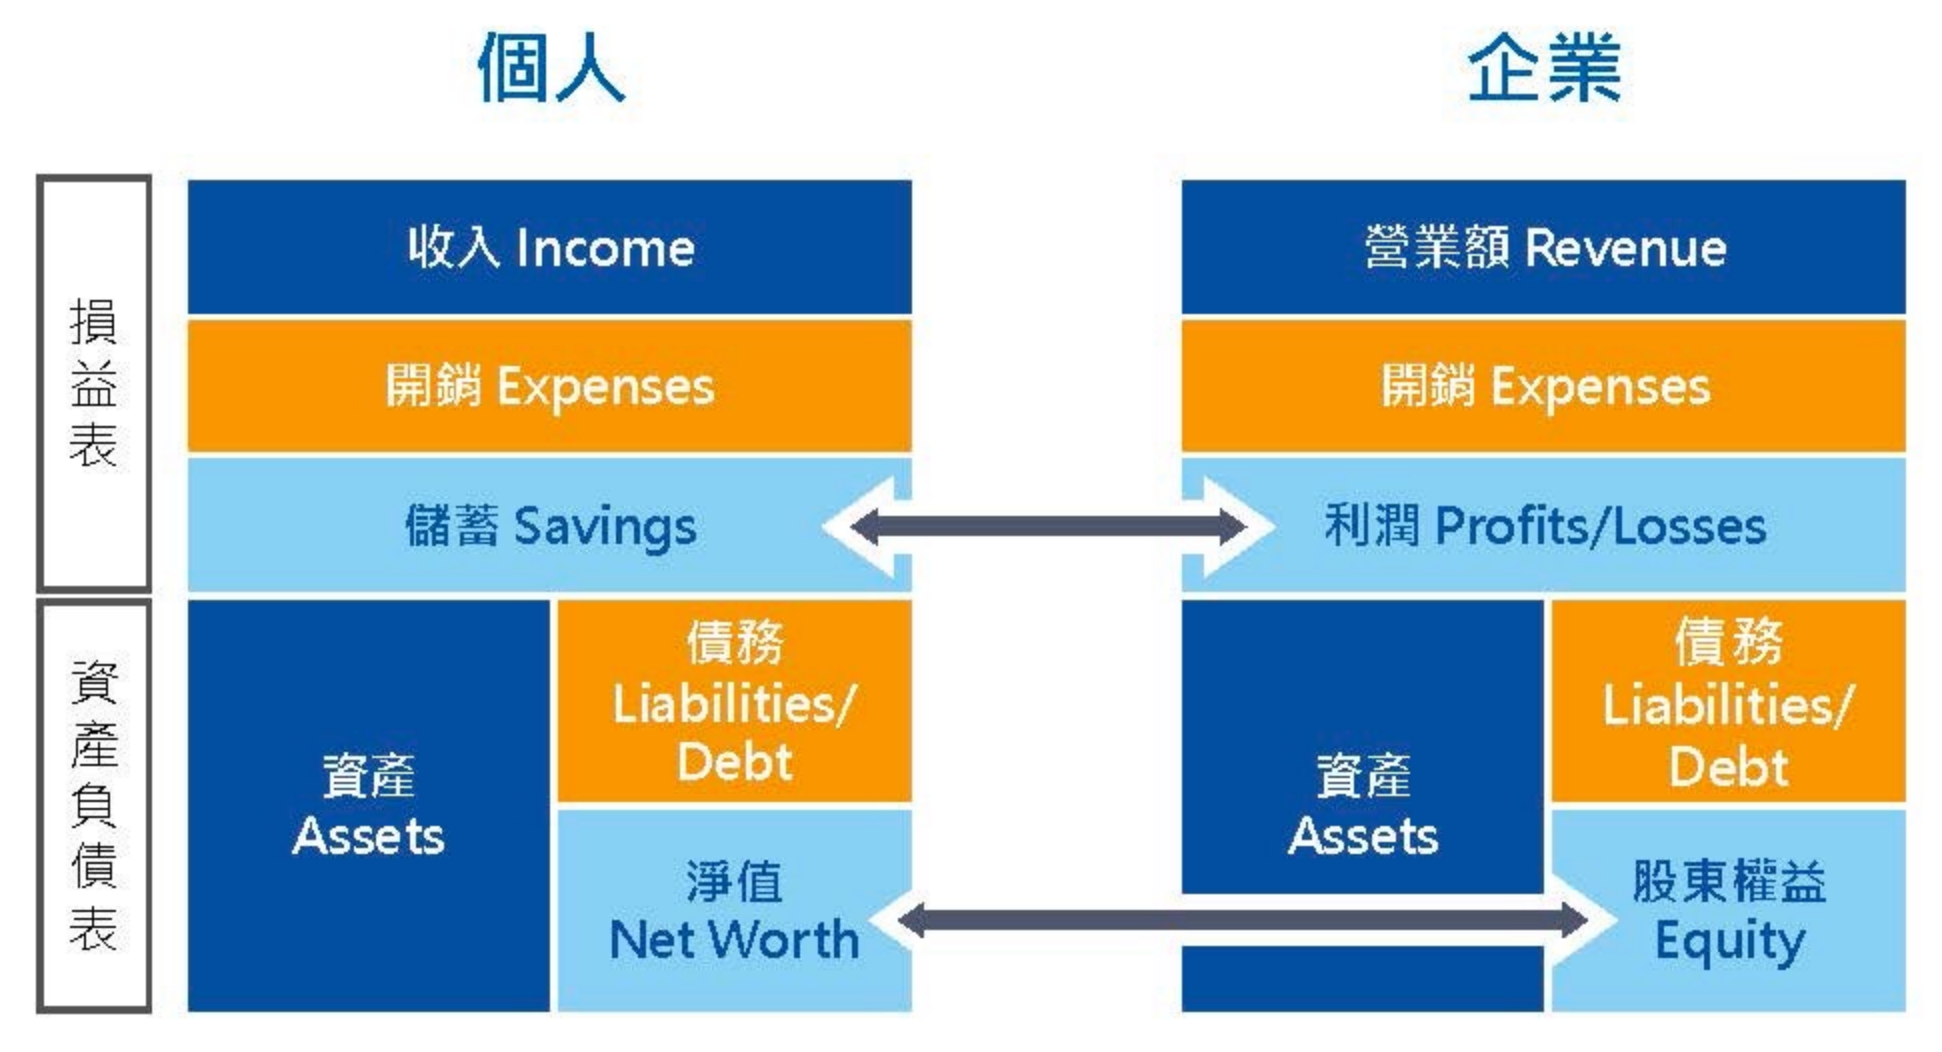 個人
企業
損益表
收入 Income
營業額 Revenue
開銷 Expenses
開銷 Expenses
儲蓄 Savings
利潤 Profits/Losses
資產負債表
資產
Assets
債務
Liabilities/
Debt
淨值
Net Worth
資產
Assets
債務
Liabilities/
Debt
股東權益
Equity